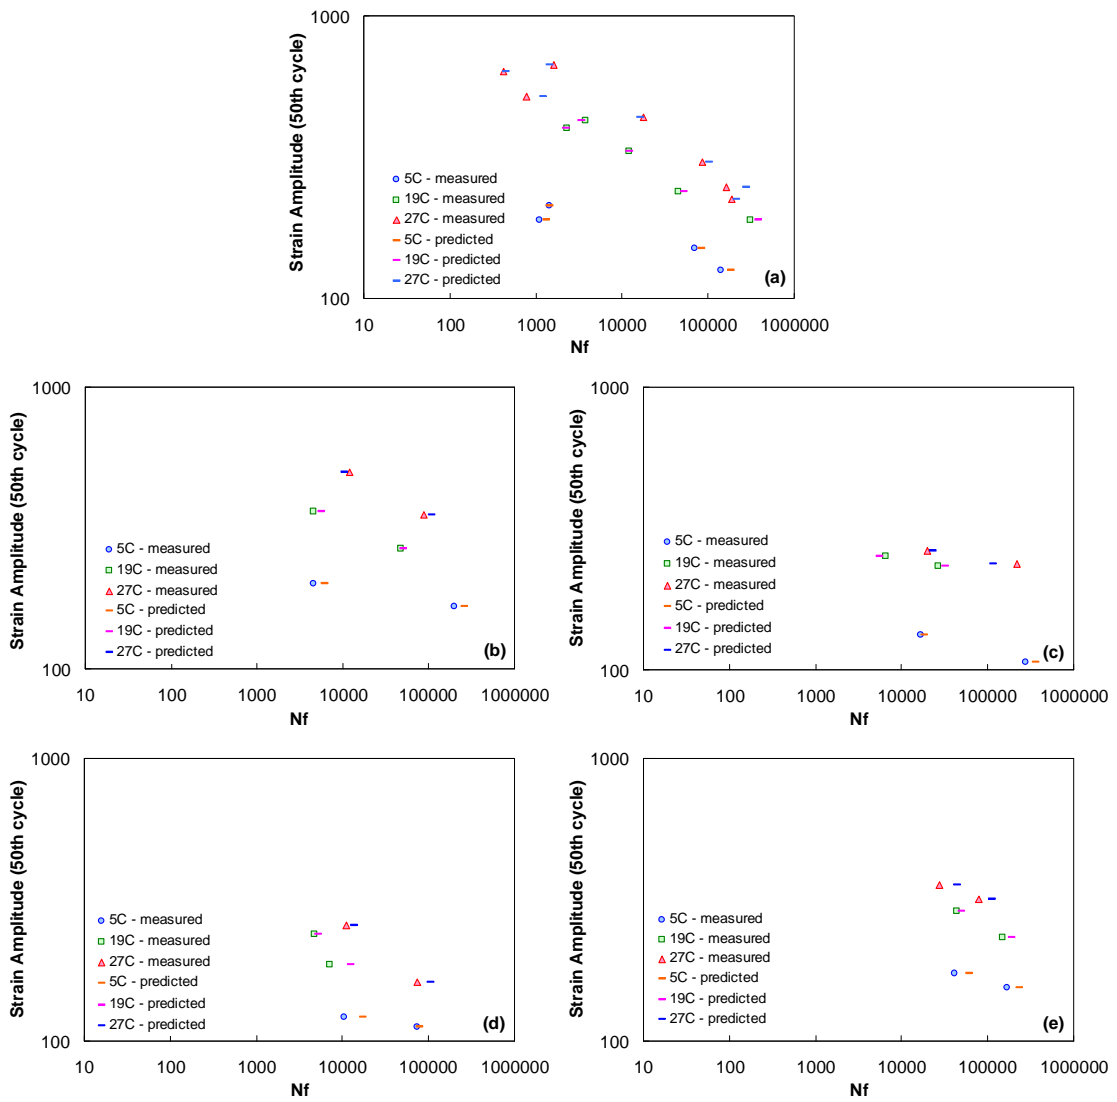 1000
Strain Amplitude (50th cycle)
5C - measured
19C - measured
27C - measured
5C - predicted
19C - predicted
27C - predicted
(a)
100
10 100 1000 10000 100000 1000000
Nf
1000
Strain Amplitude (50th cycle)
5C - measured
19C - measured
27C - measured
5C - predicted
19C - predicted
27C - predicted
(b)
100
10 100 1000 10000 100000 1000000
Nf
1000
Strain Amplitude (50th cycle)
5C - measured
19C - measured
27C - measured
5C - predicted
19C - predicted
27C - predicted
(c)
100
10 100 1000 10000 100000 1000000
Nf
1000
Strain Amplitude (50th cycle)
5C - measured
19C - measured
27C - measured
5C - predicted
19C - predicted
27C - predicted
(d)
100
10 100 1000 10000 100000 1000000
Nf
1000
Strain Amplitude (50th cycle)
5C - measured
19C - measured
27C - measured
5C - predicted
19C - predicted
27C - predicted
(e)
100
10 100 1000 10000 100000 1000000
Nf